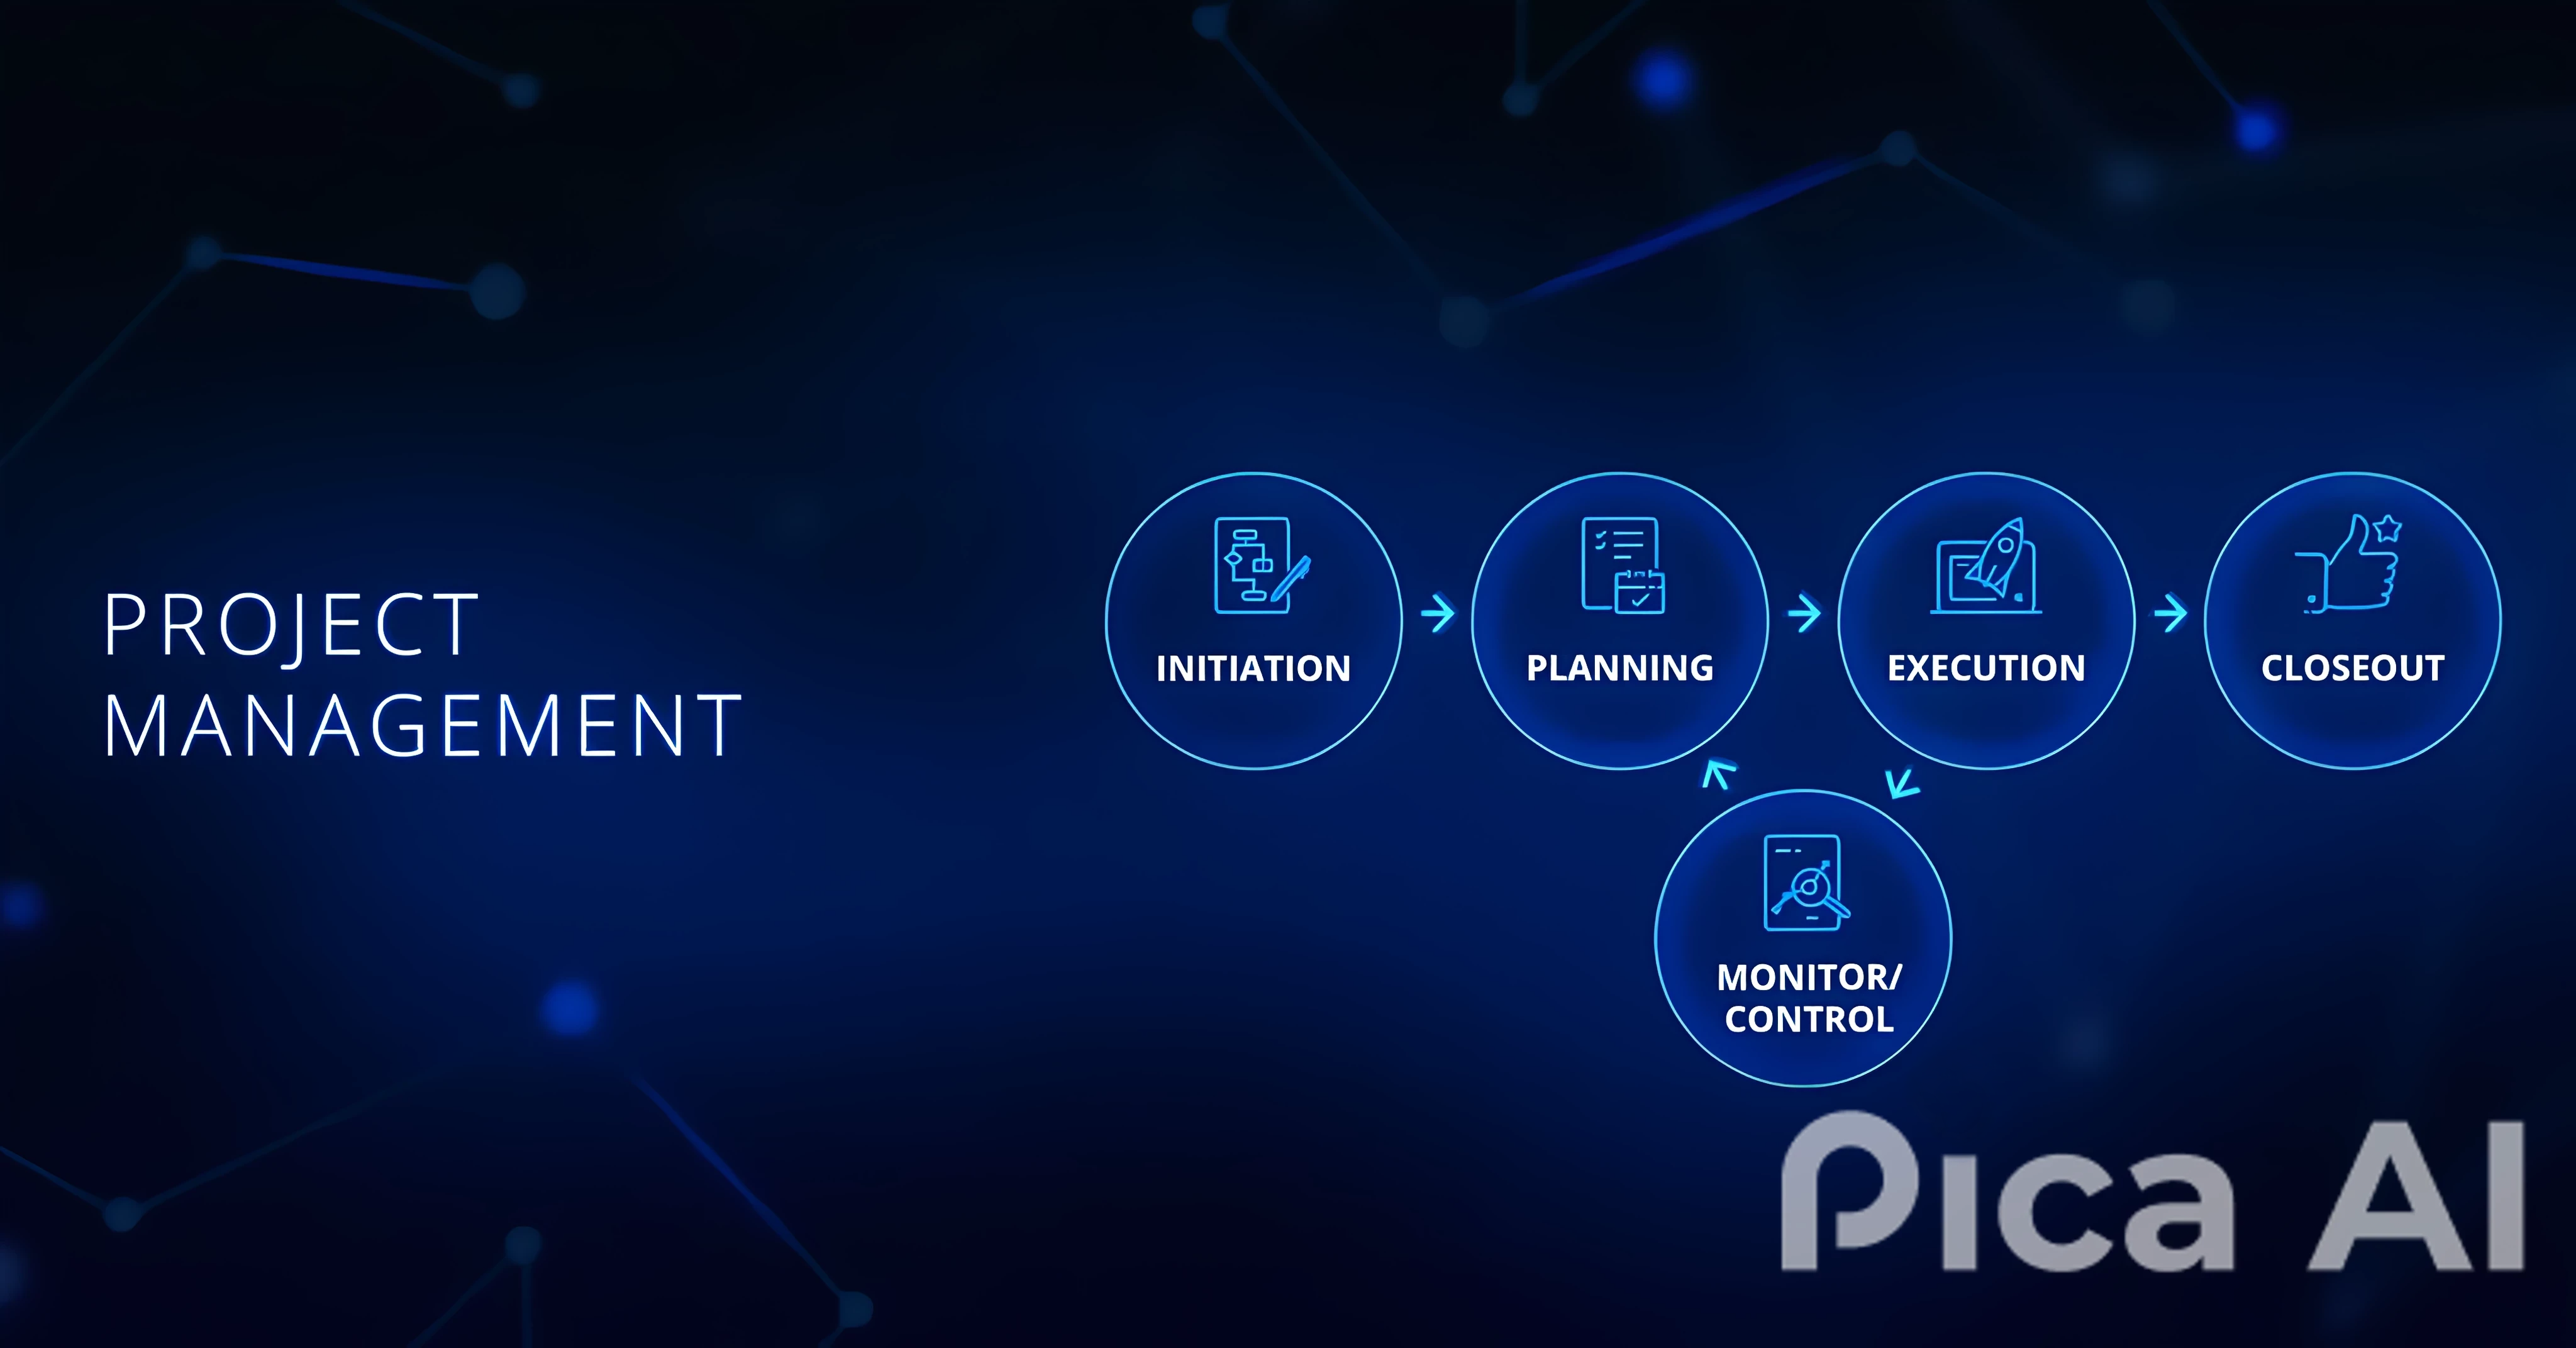 PROJECT
MANAGEMENT
INITIATION
PLANNING
EXECUTION
CLOSEOUT
MONITOR/
CONTROL
Pica AI